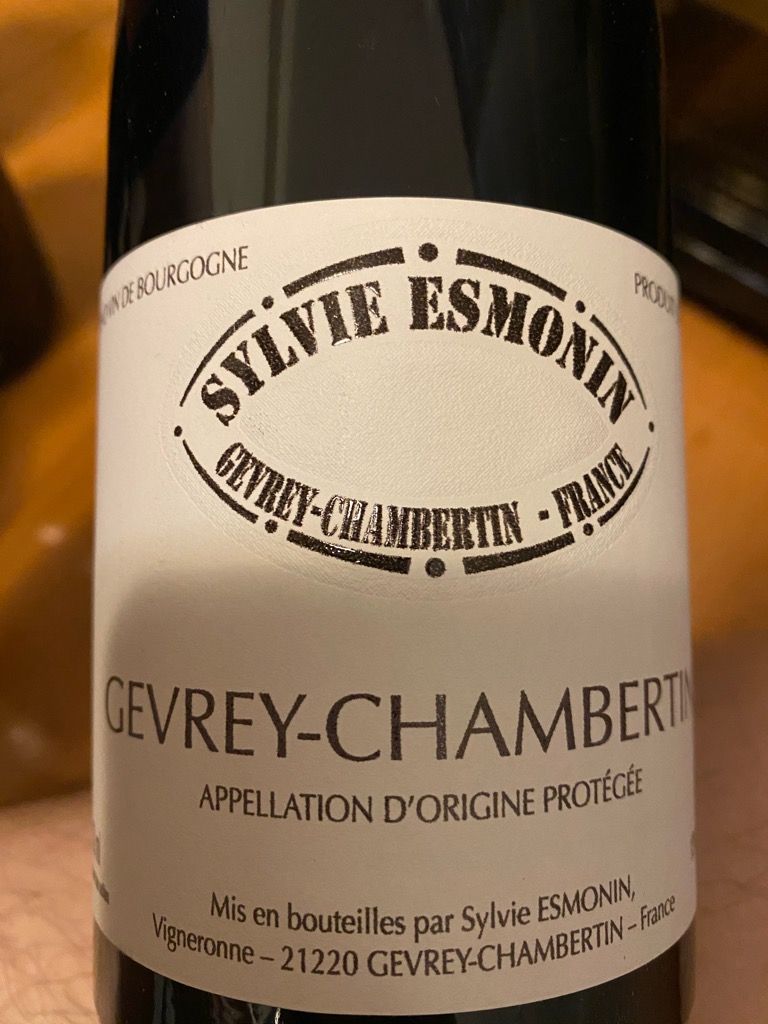 VIN DE BOURGOGNE
SYLVIE ESMONIN
GEVREY-CHAMBERTIN - FRANCE
GEVREY-CHAMBERTIN
APPELLATION D'ORIGINE PROTÉGÉE
Mis en bouteilles par Sylvie ESMONIN,
Vigneronne – 21220 GEVREY-CHAMBERTIN – France